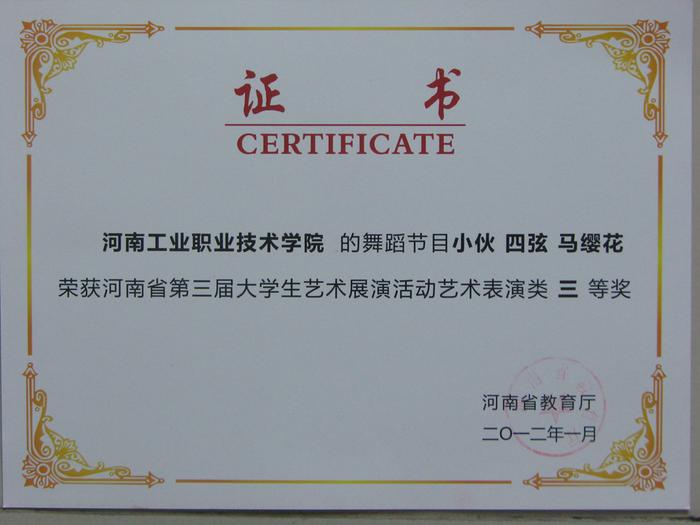 证 书
CERTIFICATE
河南工业职业技术学院 的舞蹈节目小伙 四弦 马缨花
荣获河南省第三届大学生艺术展演活动艺术表演类 三 等奖
河南省教育厅
二〇一二年一月